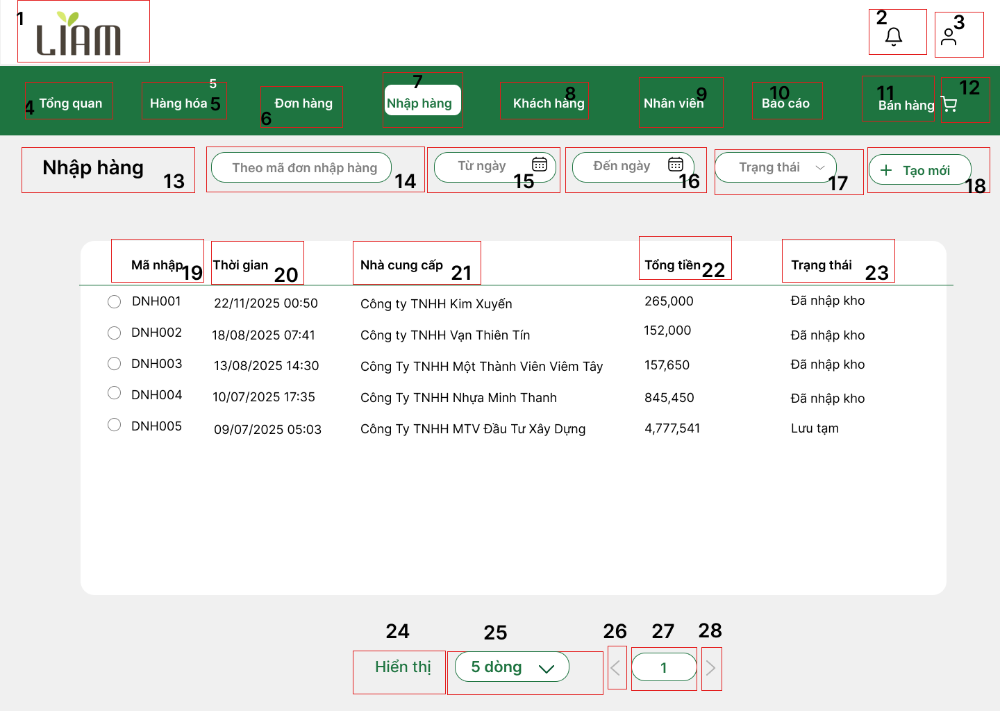 1 LIAM 2 3
4 Tổng quan Hàng hóa 5 5 6 Đơn hàng 7 Nhập hàng Khách hàng 8 Nhân viên 9 Báo cáo 10 11 Bán hàng 12
Nhập hàng 13 Theo mã đơn nhập hàng 14 Từ ngày 15 Đến ngày 16 Trạng thái 17 Tạo mới 18
Mã nhập 19 Thời gian 20 Nhà cung cấp 21 Tổng tiền 22 Trạng thái 23
DNH001 22/11/2025 00:50 Công ty TNHH Kim Xuyến 265,000 Đã nhập kho
DNH002 18/08/2025 07:41 Công ty TNHH Vạn Thiên Tín 152,000 Đã nhập kho
DNH003 13/08/2025 14:30 Công Ty TNHH Một Thành Viên Viêm Tây 157,650 Đã nhập kho
DNH004 10/07/2025 17:35 Công Ty TNHH Nhựa Minh Thanh 845,450 Đã nhập kho
DNH005 09/07/2025 05:03 Công Ty TNHH MTV Đầu Tư Xây Dựng 4,777,541 Lưu tạm
24 25 26 27 28
Hiển thị 5 dòng 1